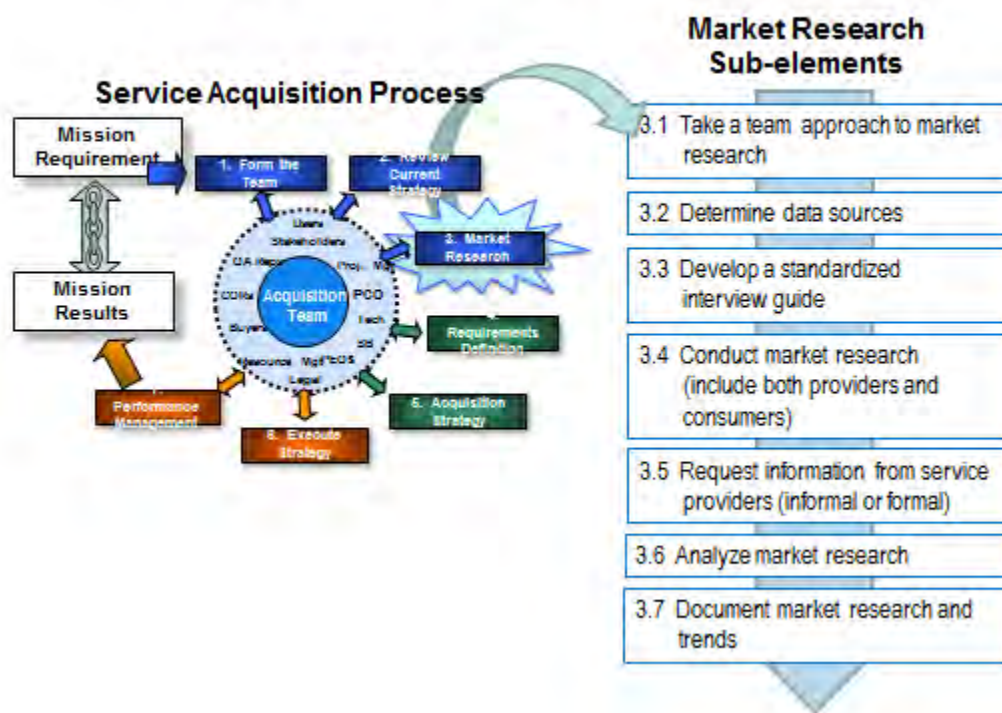 Market Research
Sub-elements
Service Acquisition Process
Mission
Requirement
1. Form the
Team
2. Review
Current
Strategy
3. Market
Research
Requirements
Definition
5. Acquisition
Strategy
6. Execute
Strategy
Performance
Management
Mission
Results
Users
Stakeholders
PCO
Tech
SB
Legal
Buyers
CORs
Acquisition
Team
3.1 Take a team approach to market
research
3.2 Determine data sources
3.3 Develop a standardized
interview guide
3.4 Conduct market research
(include both providers and
consumers)
3.5 Request information from service
providers (informal or formal)
3.6 Analyze market research
3.7 Document market research and
trends